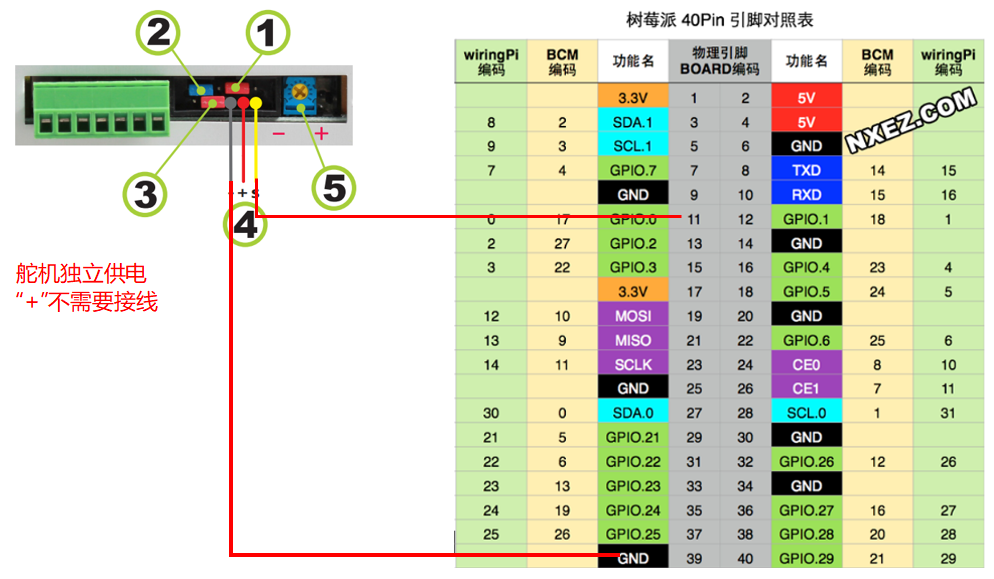 树莓派 40Pin 引脚对照表
1
2
3
4
5
- +
- + s
舵机独立供电
“+”不需要接线
wiringPi 编码 BCM 编码 功能名 物理引脚 BOARD编码 功能名 BCM 编码 wiringPi 编码
3.3V 1 2 5V
8 2 SDA.1 3 4 5V
9 3 SCL.1 5 6 GND
7 4 GPIO.7 7 8 TXD 14 15
GND 9 10 RXD 15 16
0 17 GPIO.0 11 12 GPIO.1 18 1
2 27 GPIO.2 13 14 GND
3 22 GPIO.3 15 16 GPIO.4 23 4
3.3V 17 18 GPIO.5 24 5
12 10 MOSI 19 20 GND
13 9 MISO 21 22 GPIO.6 25 6
14 11 SCLK 23 24 CE0 8 10
GND 25 26 CE1 7 11
30 0 SDA.0 27 28 SCL.0 1 31
21 5 GPIO.21 29 30 GND
22 6 GPIO.22 31 32 GPIO.26 12 26
23 13 GPIO.23 33 34 GND
24 19 GPIO.24 35 36 GPIO.27 16 27
25 26 GPIO.25 37 38 GPIO.28 20 28
GND 39 40 GPIO.29 21 29
NXEZ.COM